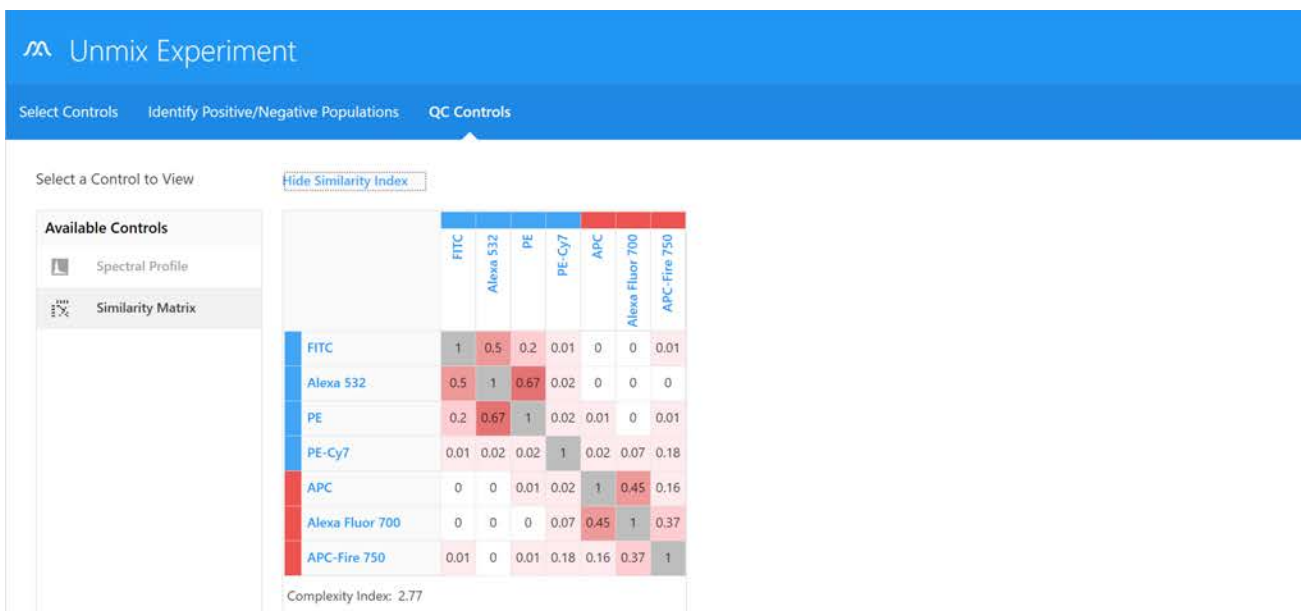 Unmix Experiment
Select Controls Identify Positive/Negative Populations QC Controls
Select a Control to View
Hide Similarity Index
Available Controls
Spectral Profile
Similarity Matrix
FITC Alexa 532 PE PE-Cy7 APC Alexa Fluor 700 APC-Fire 750
FITC 1 0.5 0.2 0.01 0 0 0.01
Alexa 532 0.5 1 0.67 0.02 0 0 0
PE 0.2 0.67 1 0.02 0.01 0 0.01
PE-Cy7 0.01 0.02 0.02 1 0.02 0.07 0.18
APC 0 0 0.01 0.02 1 0.45 0.16
Alexa Fluor 700 0 0 0 0.07 0.45 1 0.37
APC-Fire 750 0.01 0 0.01 0.18 0.16 0.37 1
Complexity Index: 2.77